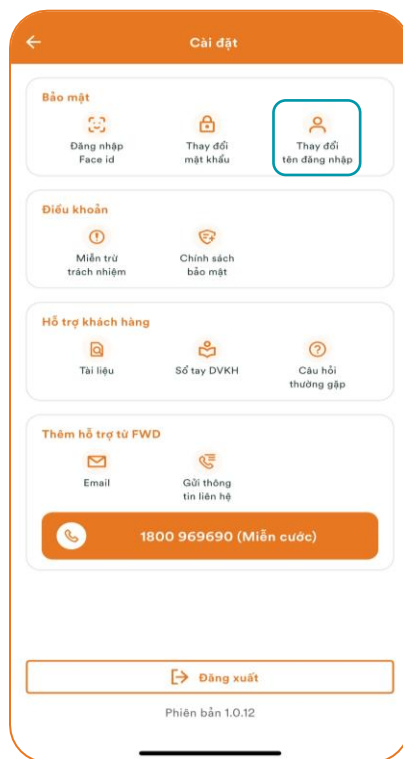 Cài đặt
Bảo mật
Đăng nhập
Face id
Thay đổi
mật khẩu
Thay đổi
tên đăng nhập
Điều khoản
Miễn trừ
trách nhiệm
Chính sách
bảo mật
Hỗ trợ khách hàng
Tài liệu
Sổ tay DVKH
Câu hỏi
thường gặp
Thêm hỗ trợ từ FWD
Email
Gửi thông
tin liên hệ
1800 969690 (Miễn cước)
Đăng xuất
Phiên bản 1.0.12